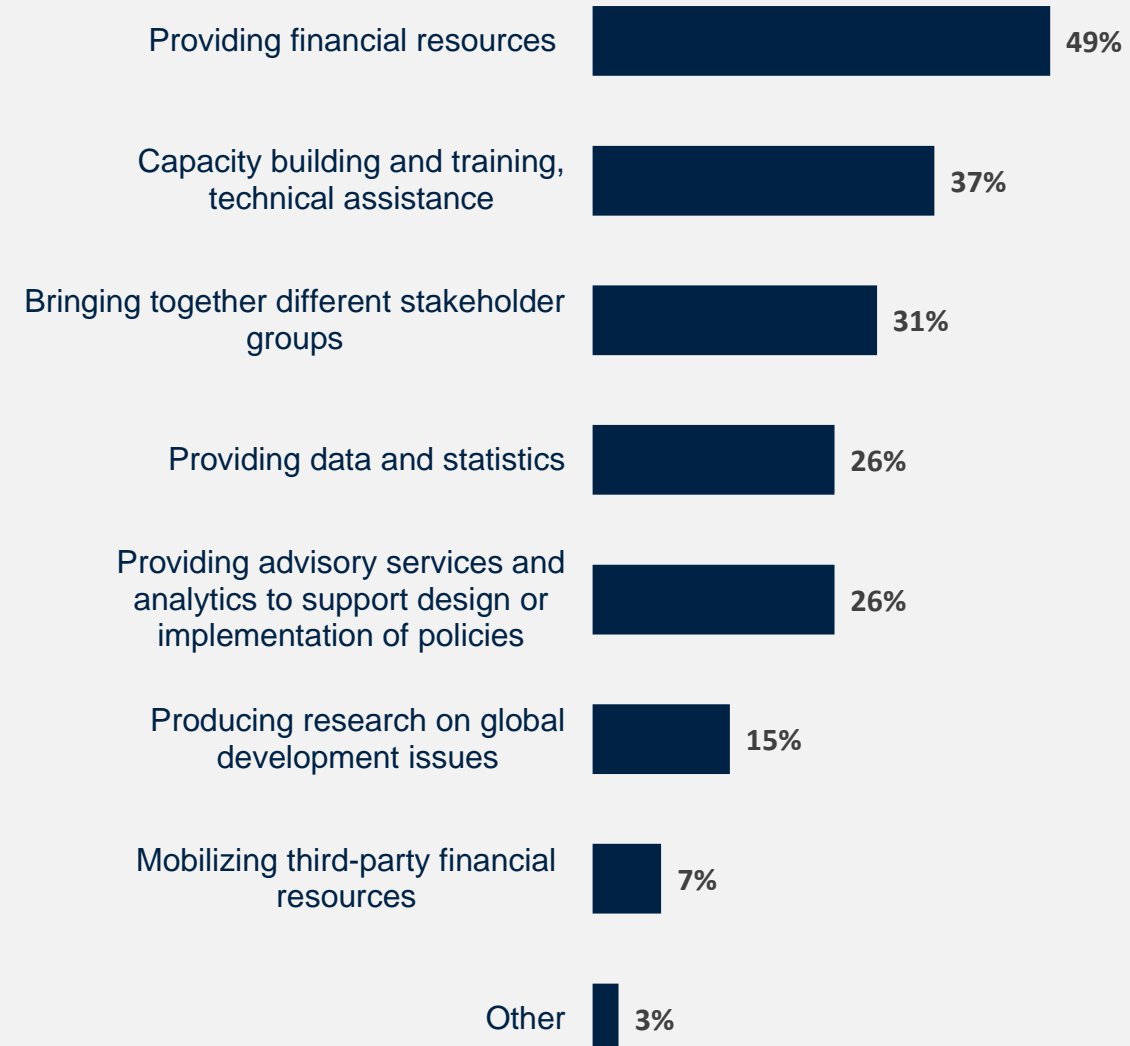 Providing financial resources 49%
Capacity building and training,
technical assistance
37%
Bringing together different stakeholder
groups
31%
Providing data and statistics 26%
Providing advisory services and
analytics to support design or
implementation of policies
26%
Producing research on global
development issues
15%
Mobilizing third-party financial
resources
7%
Other 3%